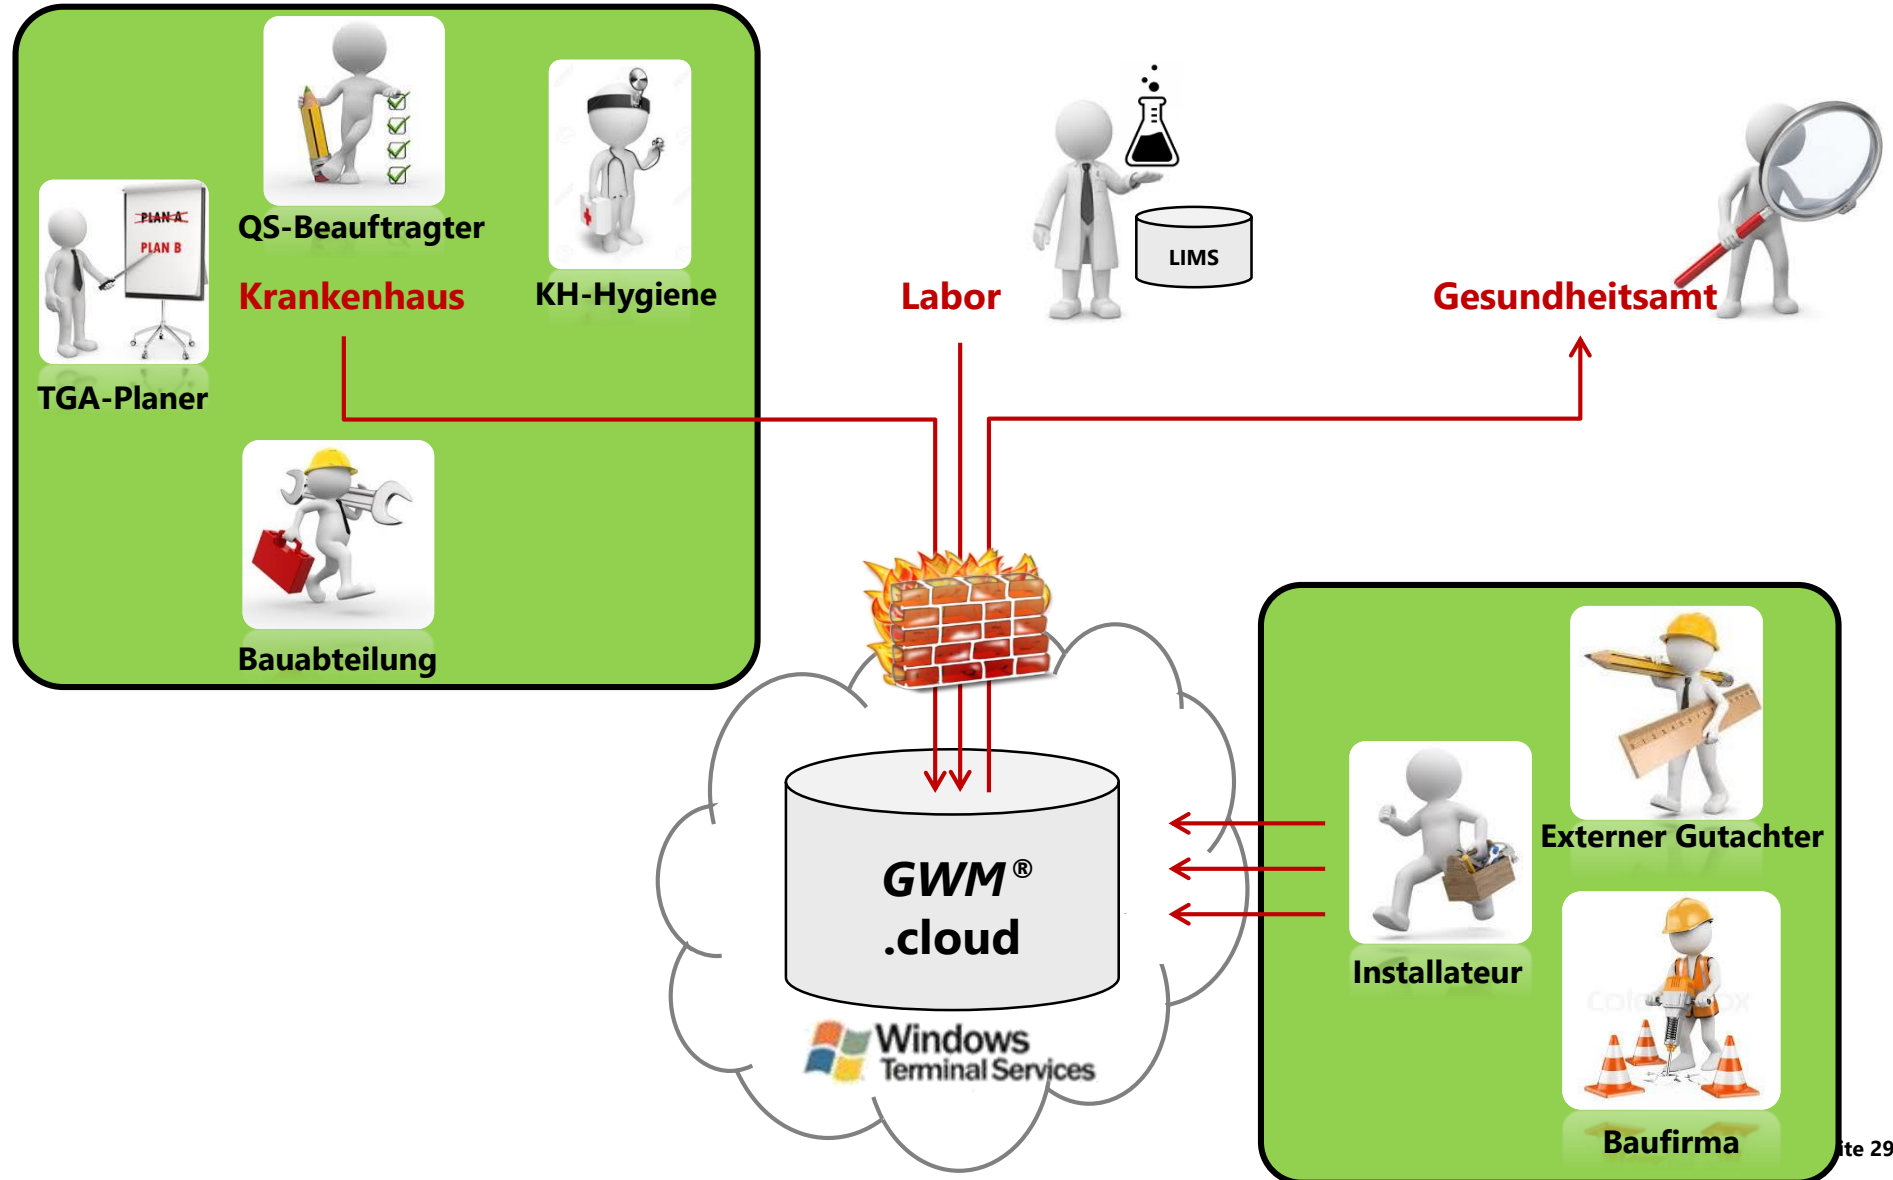 PLAN A
PLAN B
QS-Beauftragter
Krankenhaus
KH-Hygiene
TGA-Planer
Bauabteilung
LIMS
Labor
Gesundheitsamt
GWM®
.cloud
Windows
Terminal Services
Externer Gutachter
Installateur
Baufirma
ite 29